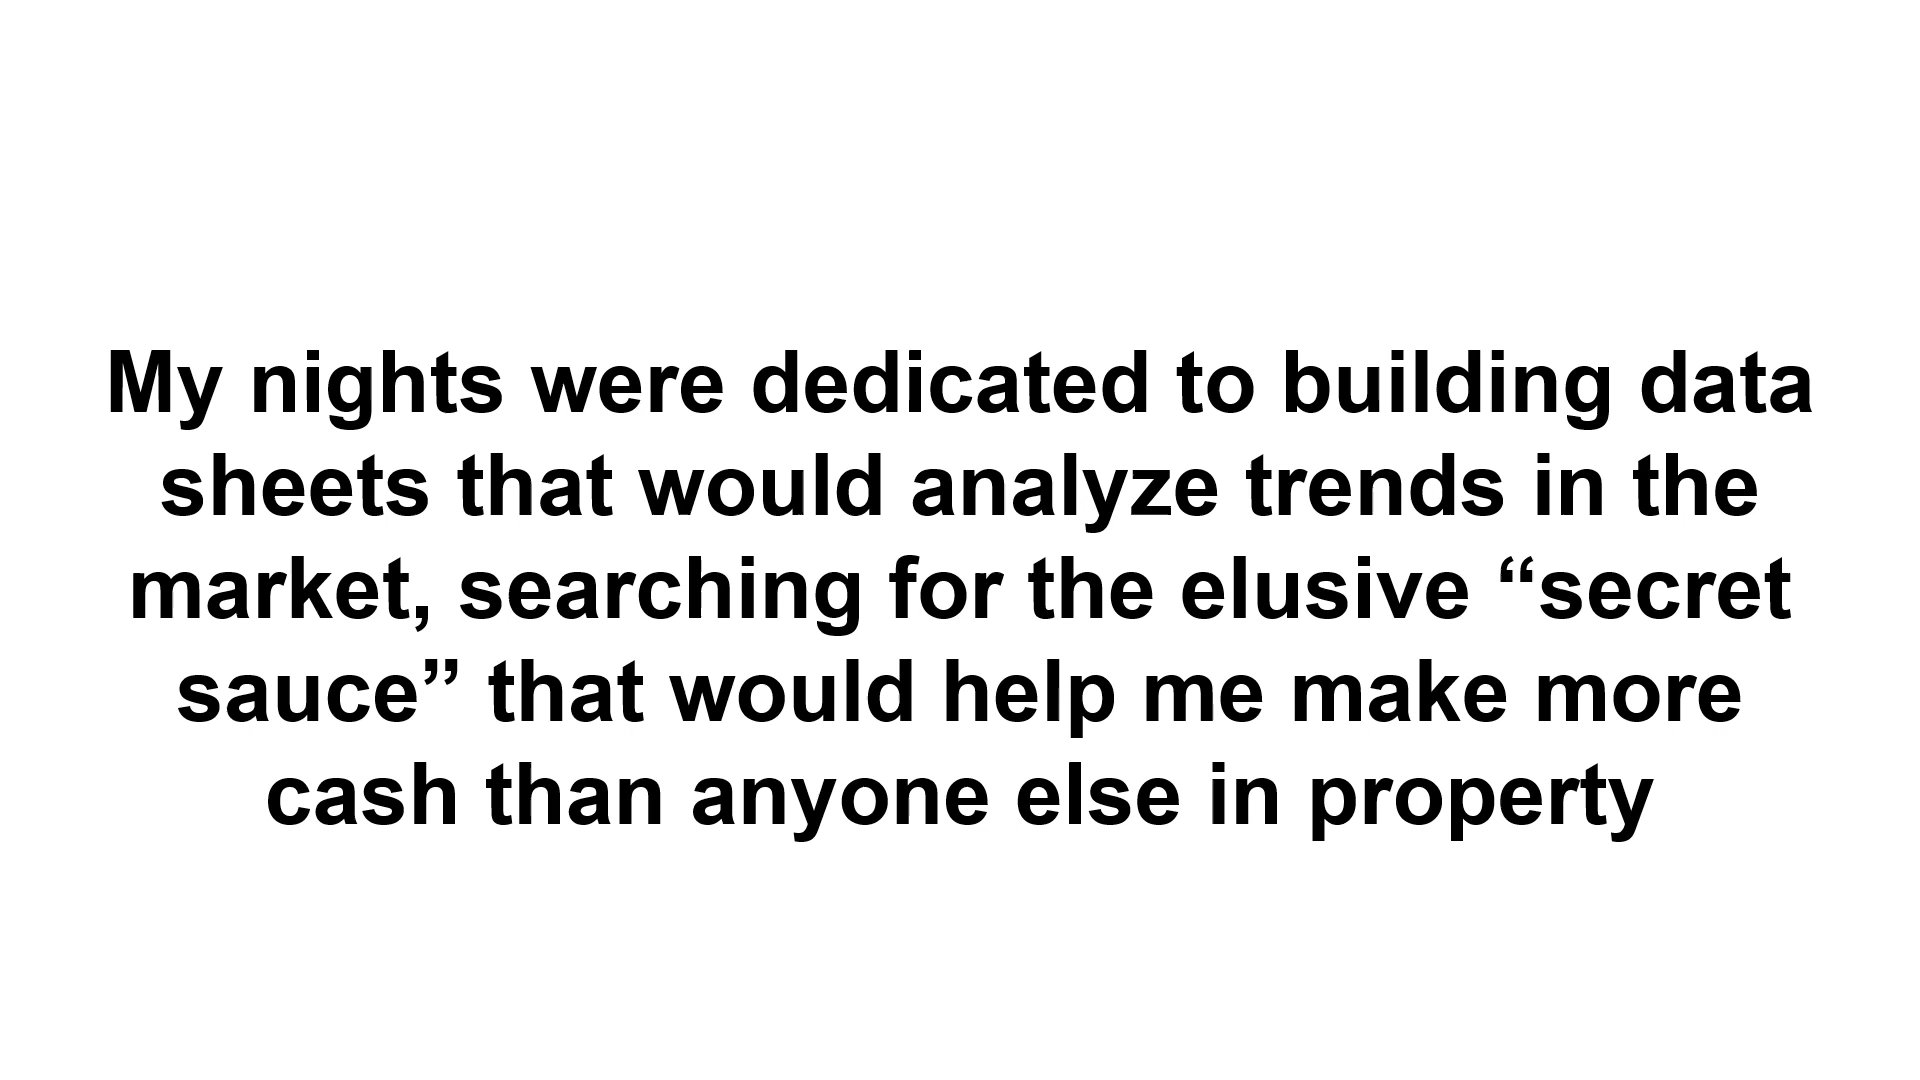 My nights were dedicated to building data
sheets that would analyze trends in the
market, searching for the elusive “secret
sauce” that would help me make more
cash than anyone else in property